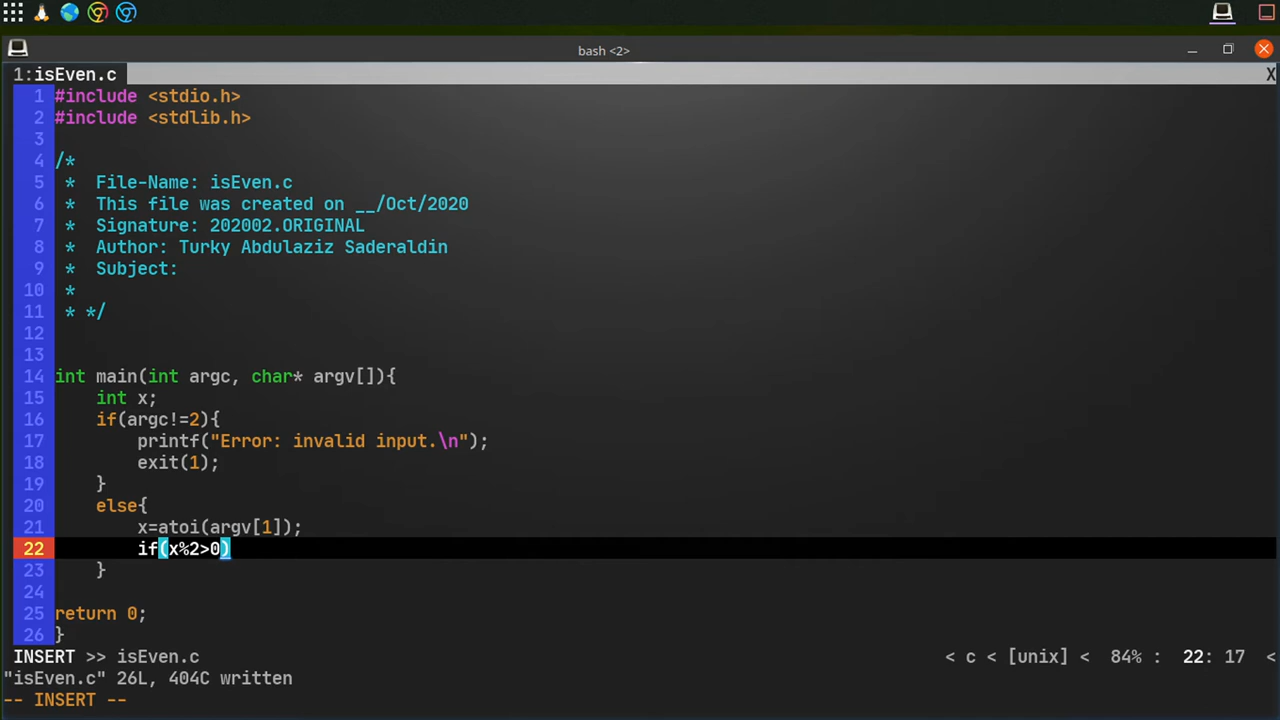 bash <2>
1:isEven.c X
1 #include <stdio.h>
2 #include <stdlib.h>
3
4 /*
5  *  File-Name: isEven.c
6  *  This file was created on __/Oct/2020
7  *  Signature: 202002.ORIGINAL
8  *  Author: Turky Abdulaziz Saderaldin
9  *  Subject:
10  *
11  * */
12
13
14 int main(int argc, char* argv[]){
15     int x;
16     if(argc!=2){
17         printf("Error: invalid input.\n");
18         exit(1);
19     }
20     else{
21         x=atoi(argv[1]);
22         if(x%2>0)
23     }
24
25 return 0;
26 }
INSERT >> isEven.c < c < [unix] < 84% : 22: 17 <
"isEven.c" 26L, 404C written
-- INSERT --